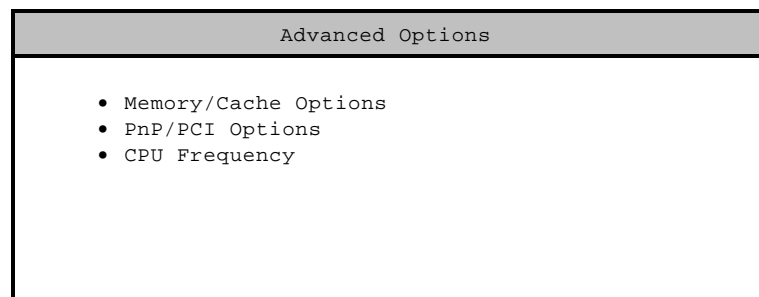 Advanced Options
• Memory/Cache Options
• PnP/PCI Options
• CPU Frequency